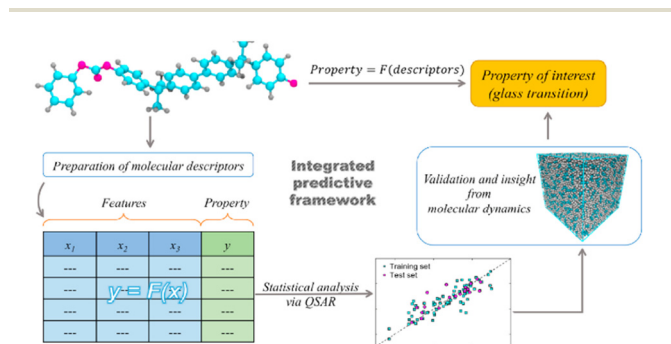 Property = F(descriptors)
Property of interest
(glass transition)
Preparation of molecular descriptors
Integrated
predictive
framework
Validation and insight
from
molecular dynamics
Features
Property
x1 x2 x3 y
--- --- --- ---
--- --- --- ---
--- --- --- ---
--- --- --- ---
y = F(x)
Statistical analysis
via QSAR
Training set
Test set